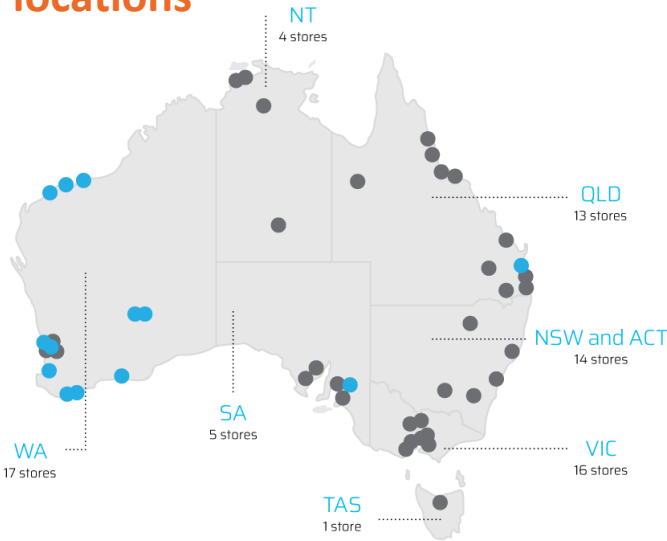 locations
NT
4 stores
QLD
13 stores
NSW and ACT
14 stores
SA
5 stores
WA
17 stores
VIC
16 stores
TAS
1 store